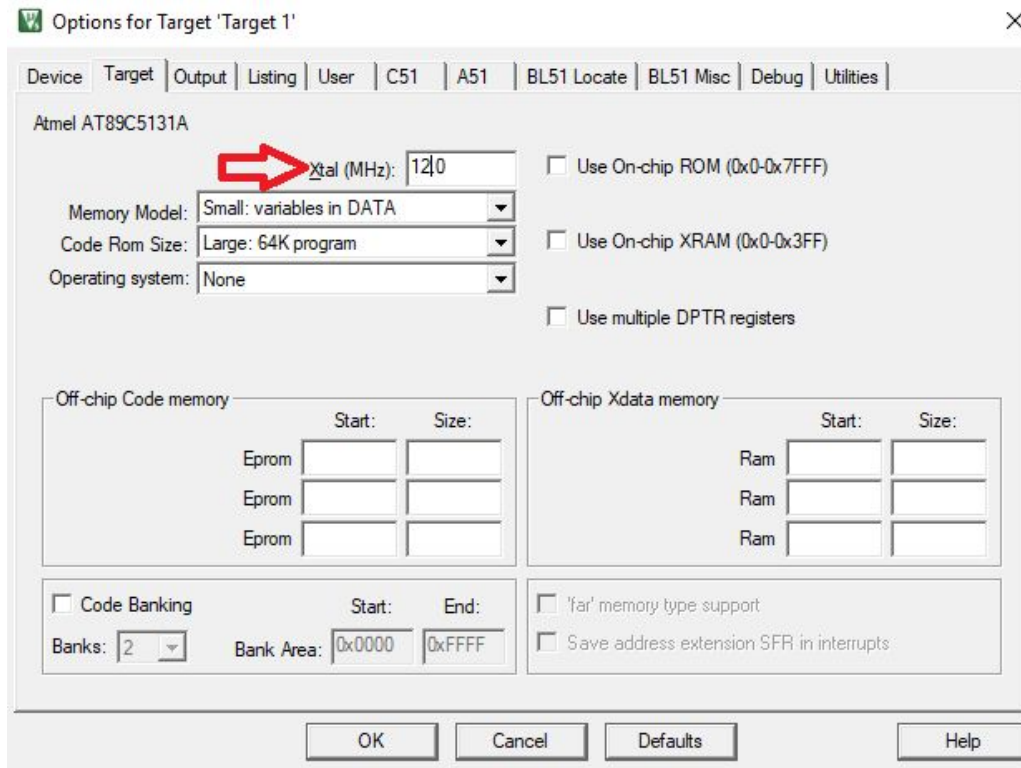 Options for Target 'Target 1'
Device Target Output Listing User C51 A51 BL51 Locate BL51 Misc Debug Utilities
Atmel AT89C5131A
Xtal (MHz): 12.0
Use On-chip ROM (0x0-0x7FFF)
Memory Model: Small: variables in DATA
Code Rom Size: Large: 64K program
Use On-chip XRAM (0x0-0x3FF)
Operating system: None
Use multiple DPTR registers
Off-chip Code memory
Start: Size:
Eprom
Eprom
Eprom
Off-chip Xdata memory
Start: Size:
Ram
Ram
Ram
Code Banking Start: End:
Banks: 2 Bank Area: 0x0000 0xFFFF
'far' memory type support
Save address extension SFR in interrupts
OK Cancel Defaults Help